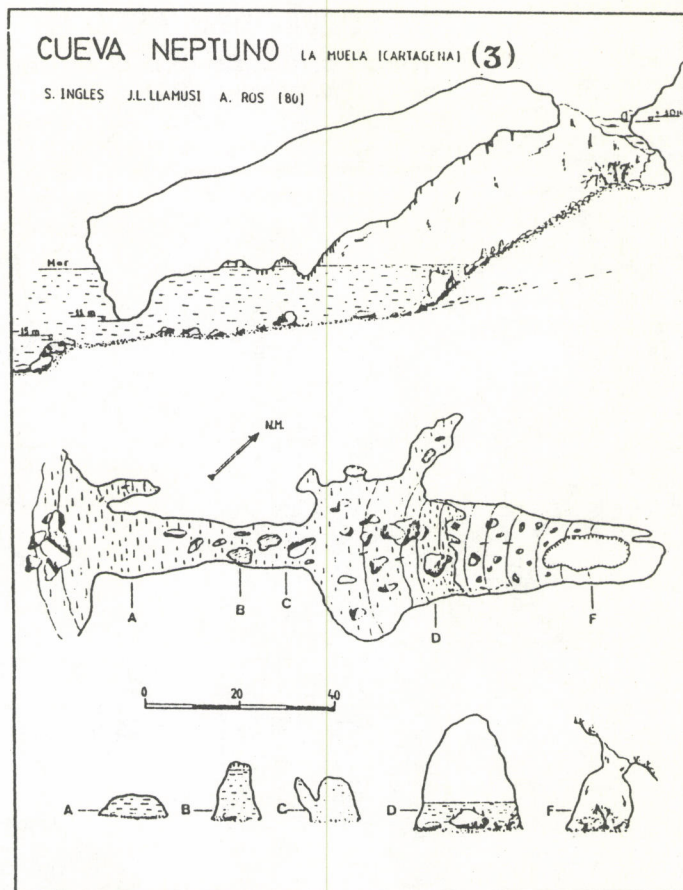 CUEVA NEPTUNO LA MUELA [CARTAGENA] (3)
S. INGLES J.L. LLAMUSI A. ROS [80]
Mar
11 m
15 m
N.M.
A
B
C
D
F
0 20 40
A B C D F